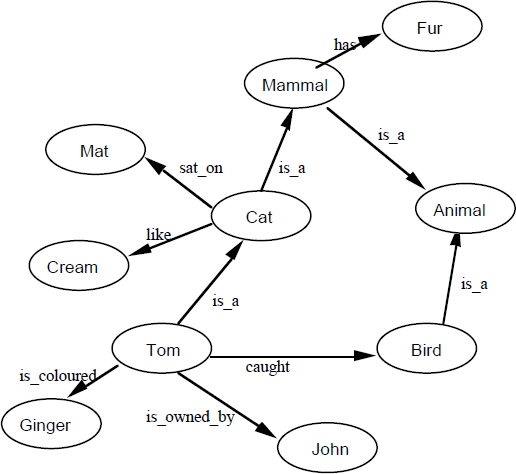 Fur
has
Mammal
Mat
is_a
sat_on
is_a
Cat
Animal
like
Cream
is_a
is_a
Tom
Bird
caught
is_coloured
is_owned_by
Ginger
John